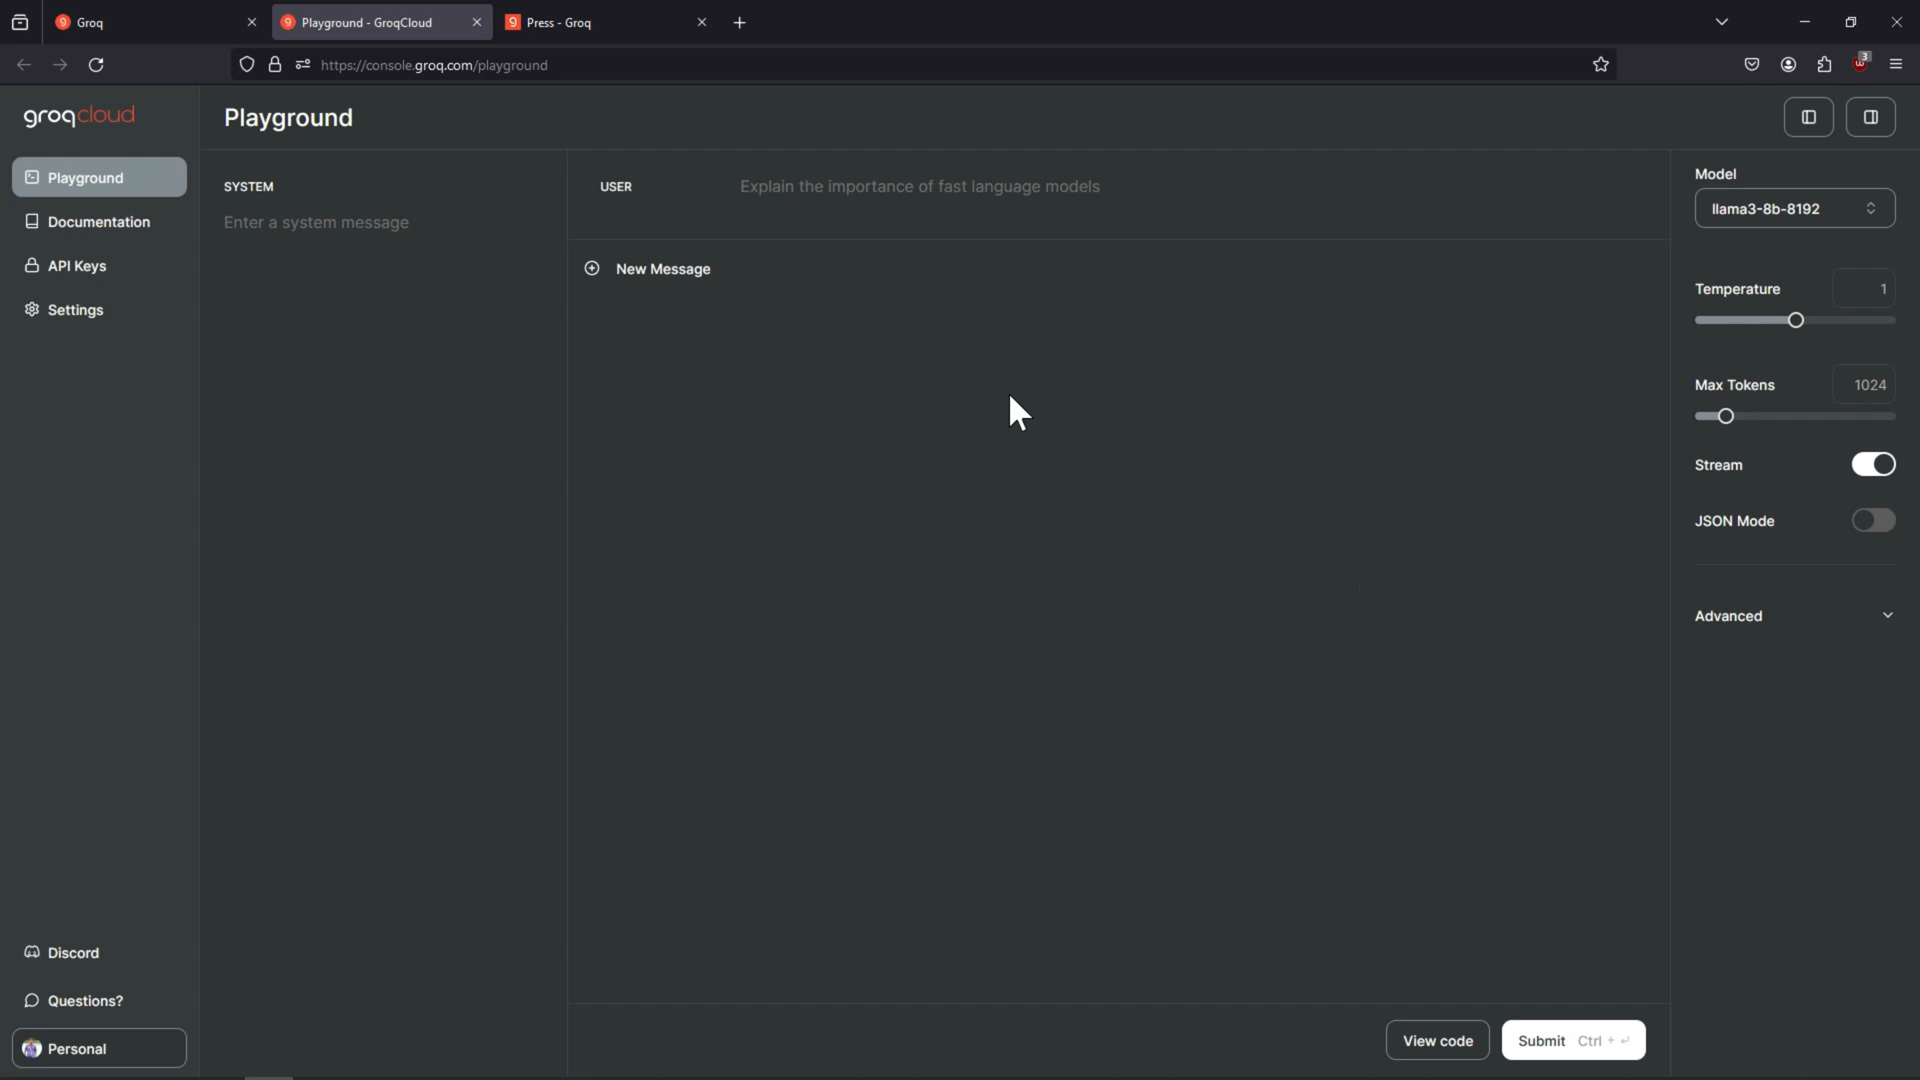 Groq
Playground - GroqCloud
Press - Groq
https://console.groq.com/playground
3
groqcloud
Playground
Playground
Documentation
API Keys
Settings
SYSTEM
Enter a system message
USER
Explain the importance of fast language models
New Message
Model
llama3-8b-8192
Temperature
1
Max Tokens
1024
Stream
JSON Mode
Advanced
Discord
Questions?
Personal
View code
Submit Ctrl + ⏎